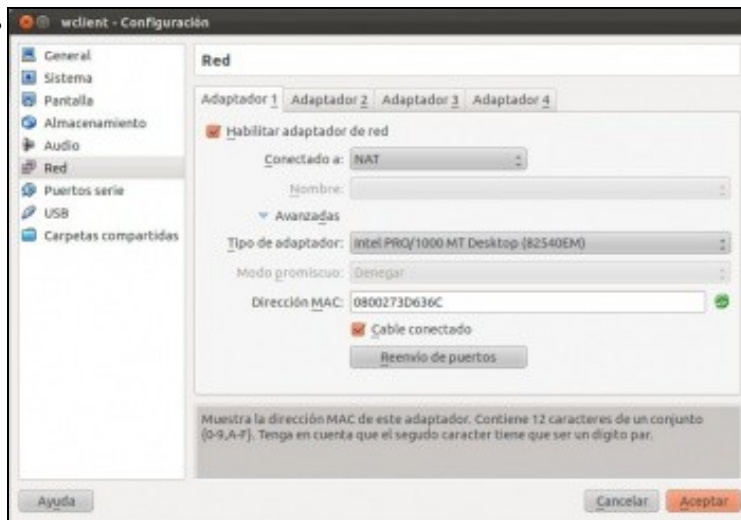 wclient - Configuración
General
Sistema
Pantalla
Almacenamiento
Audio
Red
Puertos serie
USB
Carpetas compartidas
Red
Adaptador 1 Adaptador 2 Adaptador 3 Adaptador 4
Habilitar adaptador de red
Conectado a: NAT
Nombre:
Avanzadas
Tipo de adaptador: Intel PRO/1000 MT Desktop (82540EM)
Modo promiscuo: Denegar
Dirección MAC: 0800273D636C
Cable conectado
Reenvío de puertos
Muestra la dirección MAC de este adaptador. Contiene 12 caracteres de un conjunto
{0-9,A-F}. Tenga en cuenta que el segudo caracter tiene que ser un dígito par.
Ayuda Cancelar Aceptar